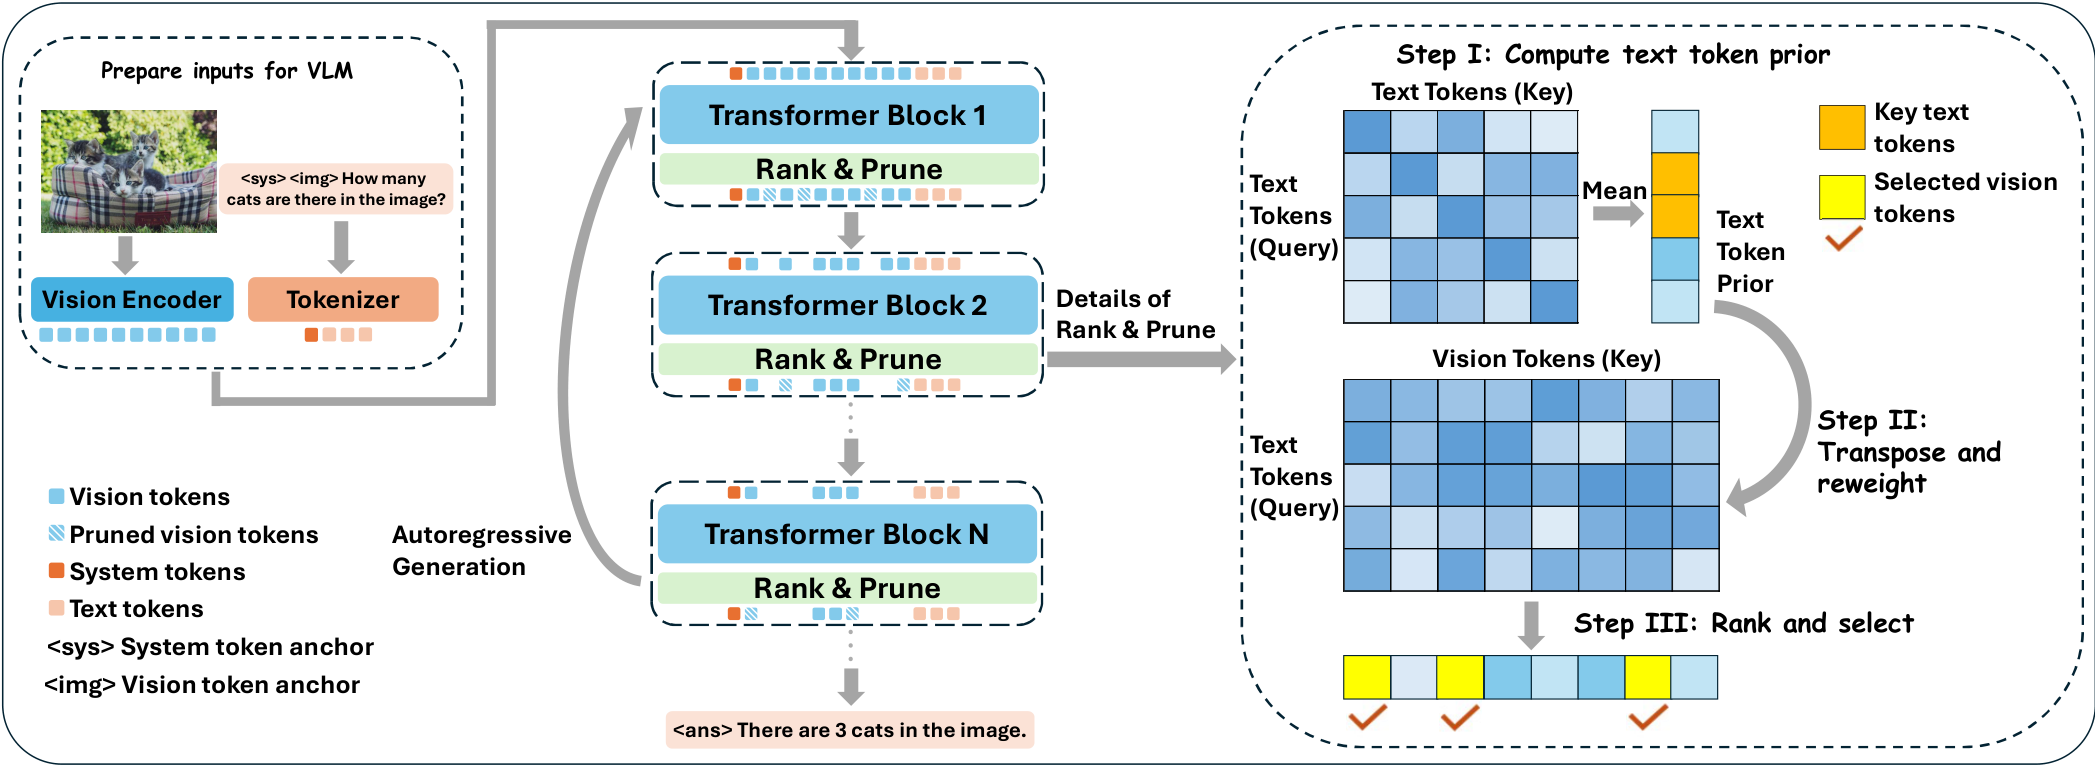 Prepare inputs for VLM
<sys> <img> How many
cats are there in the image?
Vision Encoder
Tokenizer
Vision tokens
Pruned vision tokens
System tokens
Text tokens
<sys> System token anchor
<img> Vision token anchor
Autoregressive
Generation
Transformer Block 1
Rank & Prune
Transformer Block 2
Rank & Prune
Transformer Block N
Rank & Prune
<ans> There are 3 cats in the image.
Details of
Rank & Prune
Step I: Compute text token prior
Text Tokens (Key)
Text
Tokens
(Query)
Mean
Text
Token
Prior
Key text
tokens
Selected vision
tokens
Vision Tokens (Key)
Text
Tokens
(Query)
Step II:
Transpose and
reweight
Step III: Rank and select